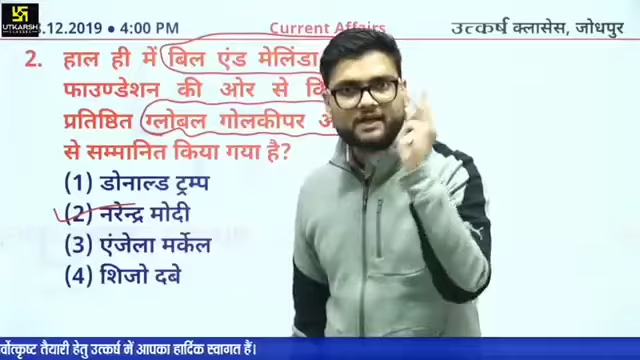 UTKARSH
CLASSES
.12.2019 • 4:00 PM
Current Affairs
उत्कर्ष क्लासेस, जोधपुर
2. हाल ही में बिल एंड मेलिंडा
फाउण्डेशन की ओर से
प्रतिष्ठित ग्लोबल गोलकीपर
से सम्मानित किया गया है?
(1) डोनाल्ड ट्रम्प
(2) नरेन्द्र मोदी
(3) एंजेला मर्केल
(4) शिजो दबे
र्वोत्कृष्ट तैयारी हेतु उत्कर्ष में आपका हार्दिक स्वागत हैं।